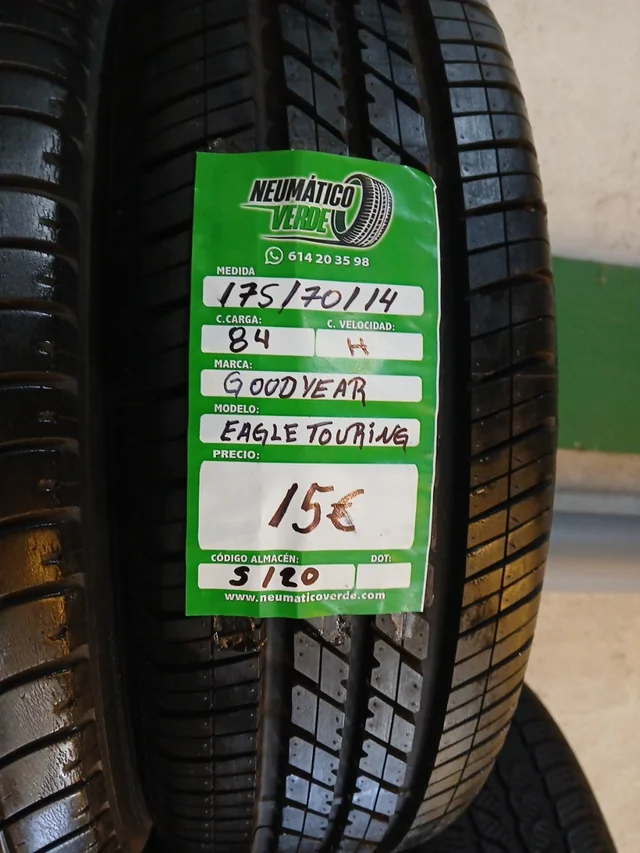 NEUMÁTICO
VERDE
614 20 35 98
MEDIDA
175/70/14
C.CARGA: C. VELOCIDAD:
84 H
MARCA:
GOODYEAR
MODELO:
EAGLE TOURING
PRECIO:
15€
CÓDIGO ALMACÉN: DOT:
S120
www.neumaticoverde.com